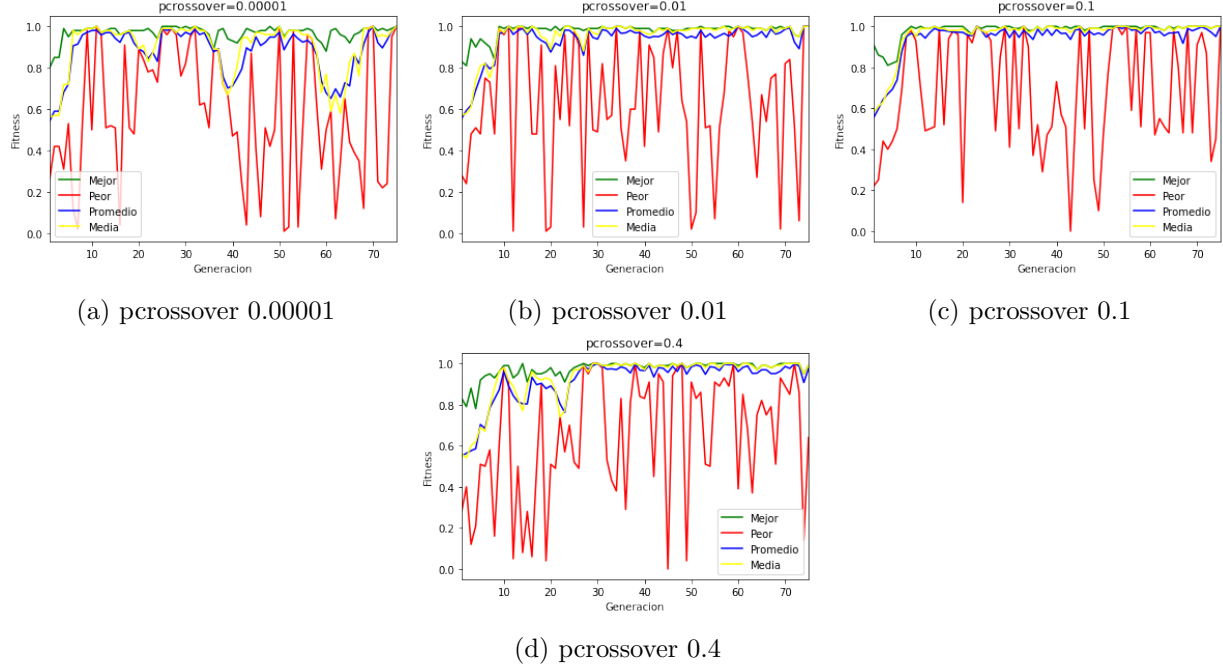 pcrossover=0.00001
1.0
0.8
0.6
0.4
0.2
0.0
Fitness
Mejor
Peor
Promedio
Media
10 20 30 40 50 60 70
Generacion
(a) pcrossover 0.00001
pcrossover=0.01
1.0
0.8
0.6
0.4
0.2
0.0
Fitness
Mejor
Peor
Promedio
Media
10 20 30 40 50 60 70
Generacion
(b) pcrossover 0.01
pcrossover=0.1
1.0
0.8
0.6
0.4
0.2
0.0
Fitness
Mejor
Peor
Promedio
Media
10 20 30 40 50 60 70
Generacion
(c) pcrossover 0.1
pcrossover=0.4
1.0
0.8
0.6
0.4
0.2
0.0
Fitness
Mejor
Peor
Promedio
Media
10 20 30 40 50 60 70
Generacion
(d) pcrossover 0.4